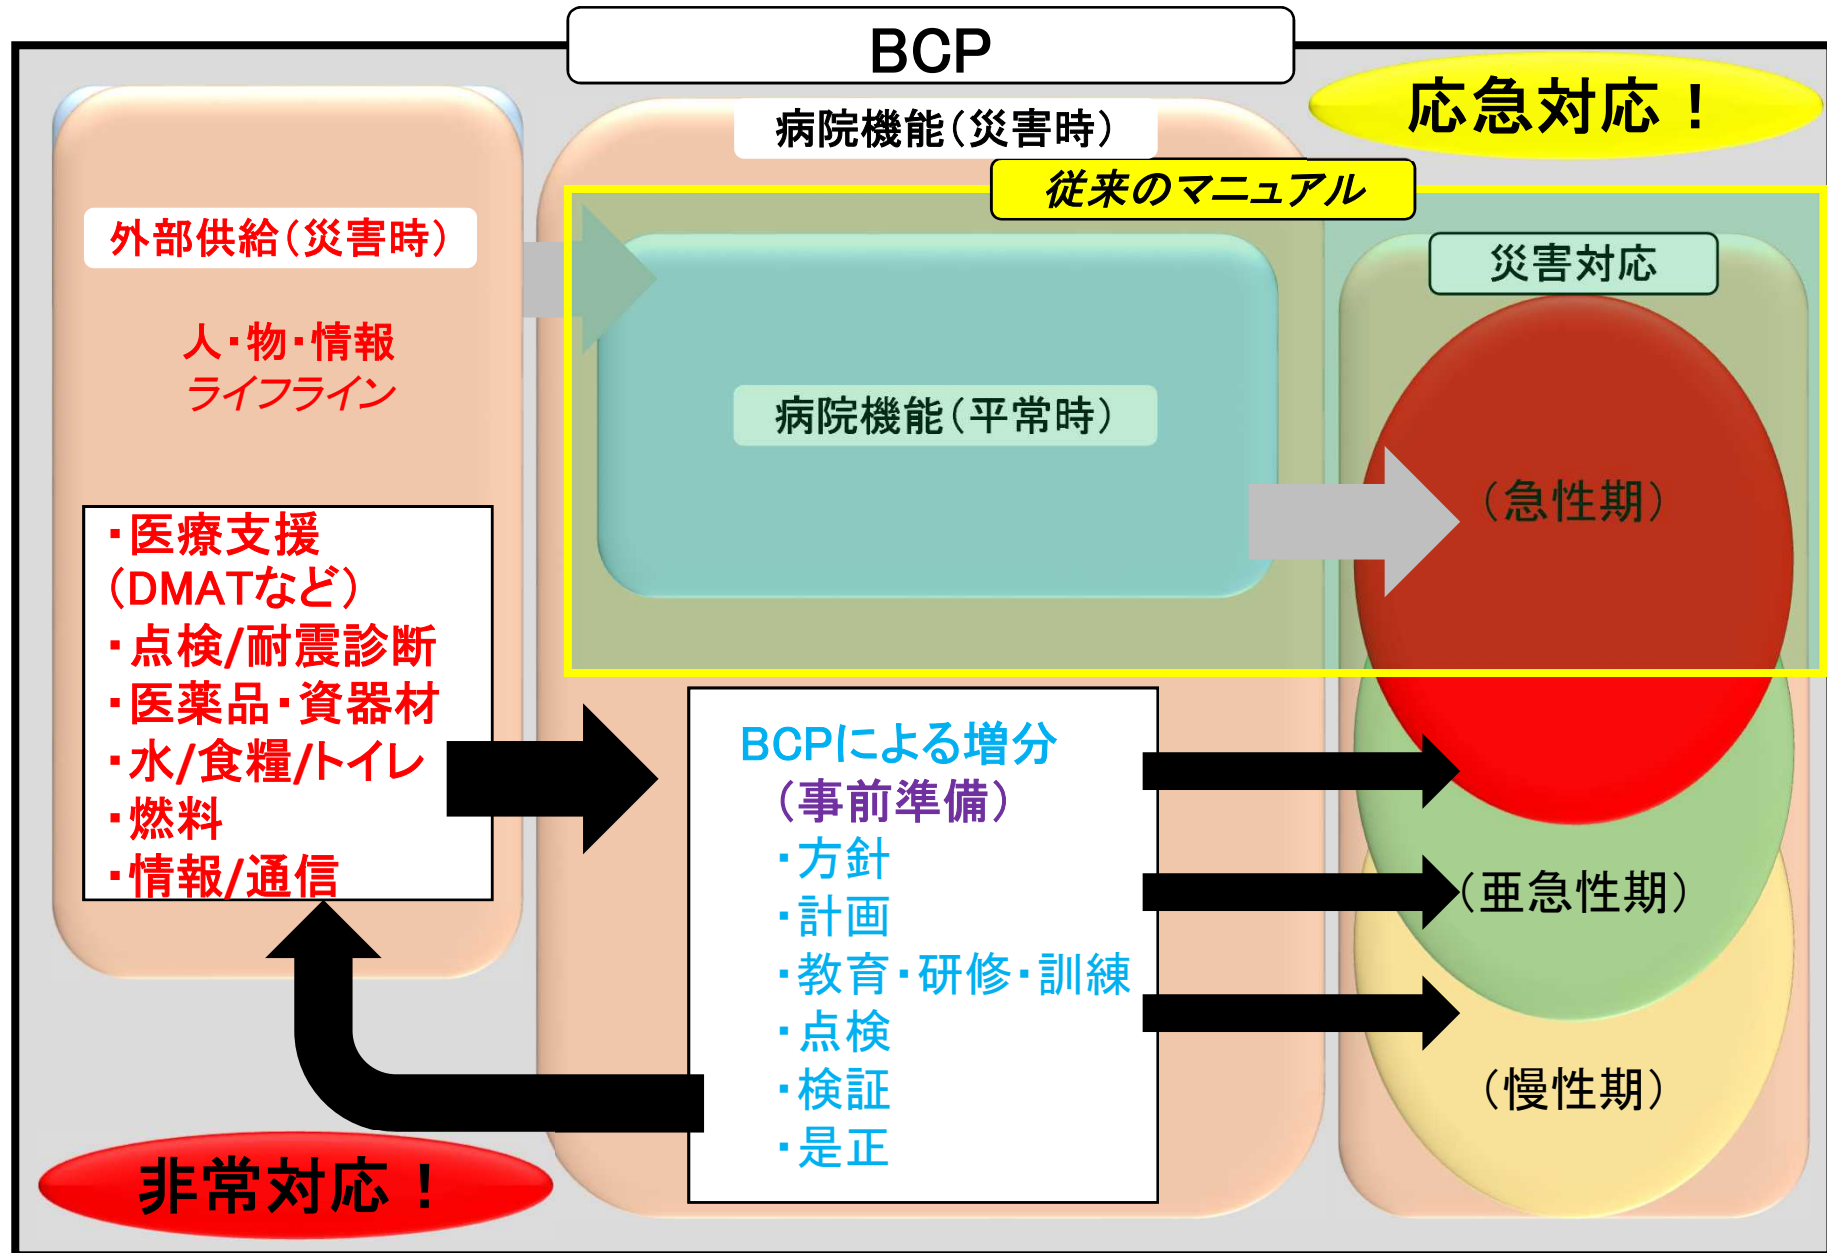 BCP
応急対応！
病院機能（災害時）
従来のマニュアル
外部供給（災害時）
人・物・情報
ライフライン
・医療支援
（DMATなど）
・点検/耐震診断
・医薬品・資器材
・水/食糧/トイレ
・燃料
・情報/通信
非常対応！
病院機能（平常時）
BCPによる増分
（事前準備）
・方針
・計画
・教育・研修・訓練
・点検
・検証
・是正
災害対応
（急性期）
（亜急性期）
（慢性期）